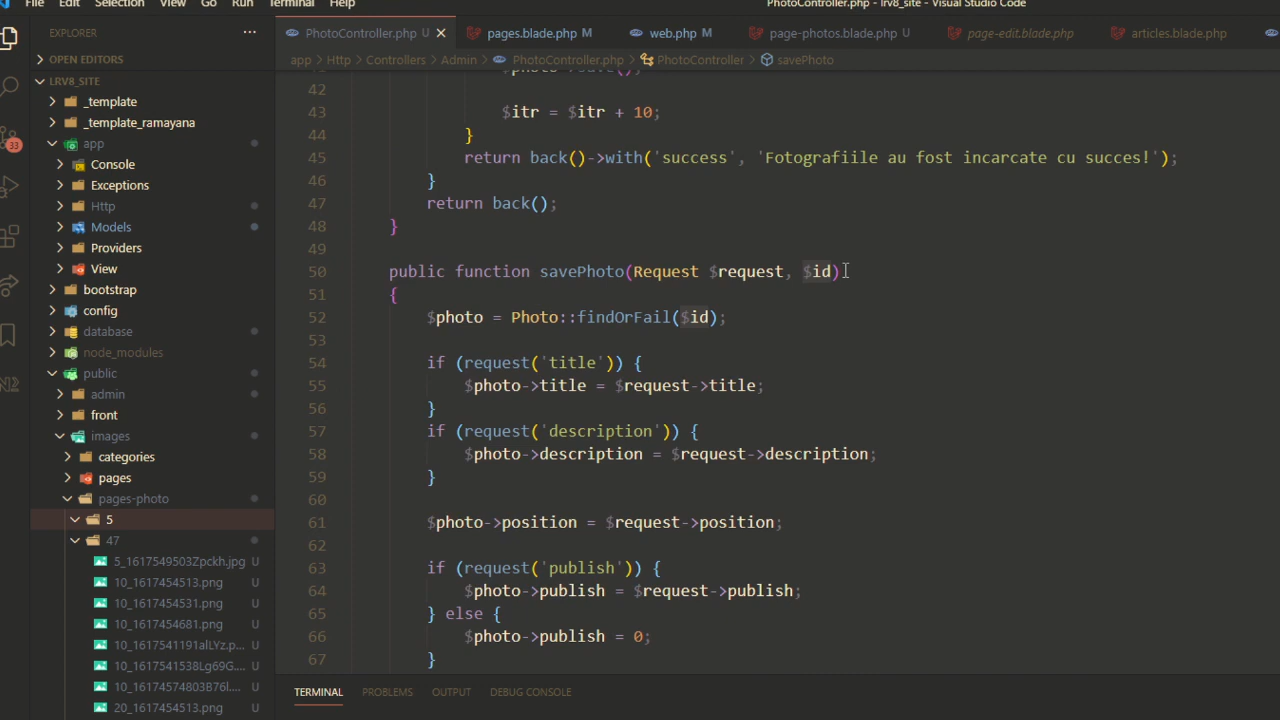 File Edit Selection View Go Run Terminal Help PhotoController.php - lrv8_site - Visual Studio Code
EXPLORER ···
PhotoController.php U
pages.blade.php M
web.php M
page-photos.blade.php U
page-edit.blade.php
articles.blade.php
OPEN EDITORS
app > Http > Controllers > Admin > PhotoController.php > PhotoController > savePhoto
LRV8_SITE
_template
_template_ramayana
app
Console
Exceptions
Http
Models
Providers
View
bootstrap
config
database
node_modules
public
admin
front
images
categories
pages
pages-photo
5
47
5_1617549503Zpckh.jpg U
10_1617454513.png U
10_1617454531.png U
10_1617454681.png U
10_1617541191alLYz.p... U
10_1617541538Lg69G.... U
10_16174574803B76l.... U
20_1617454513.png U
33
42
43 $itr = $itr + 10;
44 }
45 return back()->with('success', 'Fotografiile au fost incarcate cu succes!');
46 }
47 return back();
48 }
49
50 public function savePhoto(Request $request, $id)
51 {
52 $photo = Photo::findOrFail($id);
53
54 if (request('title')) {
55 $photo->title = $request->title;
56 }
57 if (request('description')) {
58 $photo->description = $request->description;
59 }
60
61 $photo->position = $request->position;
62
63 if (request('publish')) {
64 $photo->publish = $request->publish;
65 } else {
66 $photo->publish = 0;
67 }
TERMINAL PROBLEMS OUTPUT DEBUG CONSOLE